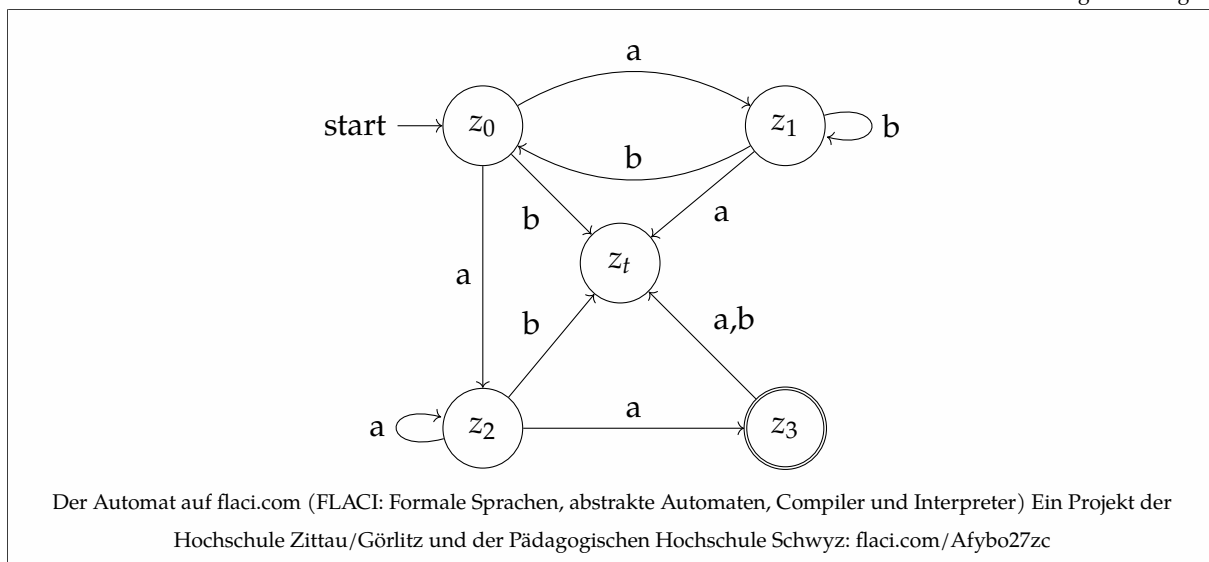 a
start
z0
z1
b
b
b
a
zt
a
b
a,b
a
z2
a
z3
Der Automat auf flaci.com (FLACI: Formale Sprachen, abstrakte Automaten, Compiler und Interpreter) Ein Projekt der
Hochschule Zittau/Görlitz und der Pädagogischen Hochschule Schwyz: flaci.com/Afybo27zc